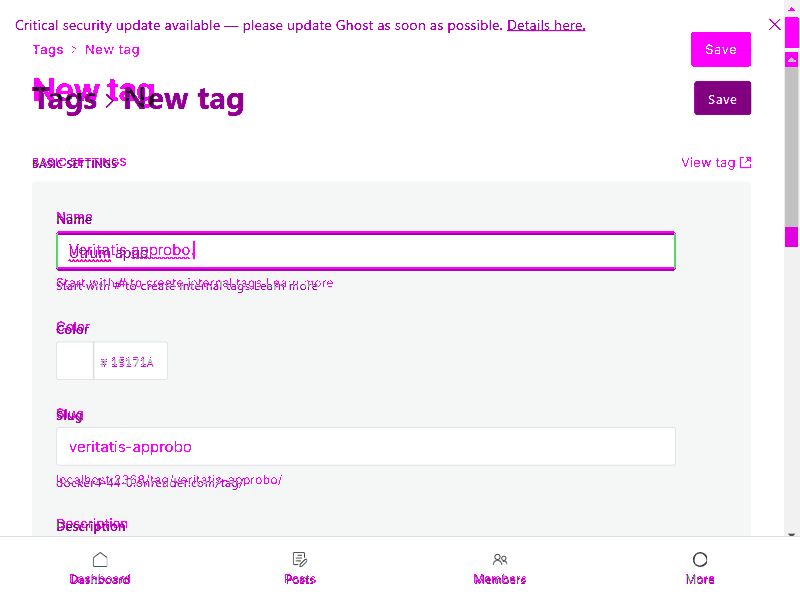 Critical security update available — please update Ghost as soon as possible. Details here.
Tags > New tag
Save
New tag
Tags > New tag
Save
BASIC SETTINGS
BASIC SETTINGS
View tag
Name
Name
Veritatis approbo.
Utrum apud
Start with # to create internal tags Learn more
Start with # to create internal tags Learn more
Color
Color
# 15171A
Slug
Slug
veritatis-approbo
localhost:2368/tag/veritatis-approbo/
Description
Description
Dashboard
Posts
Members
More